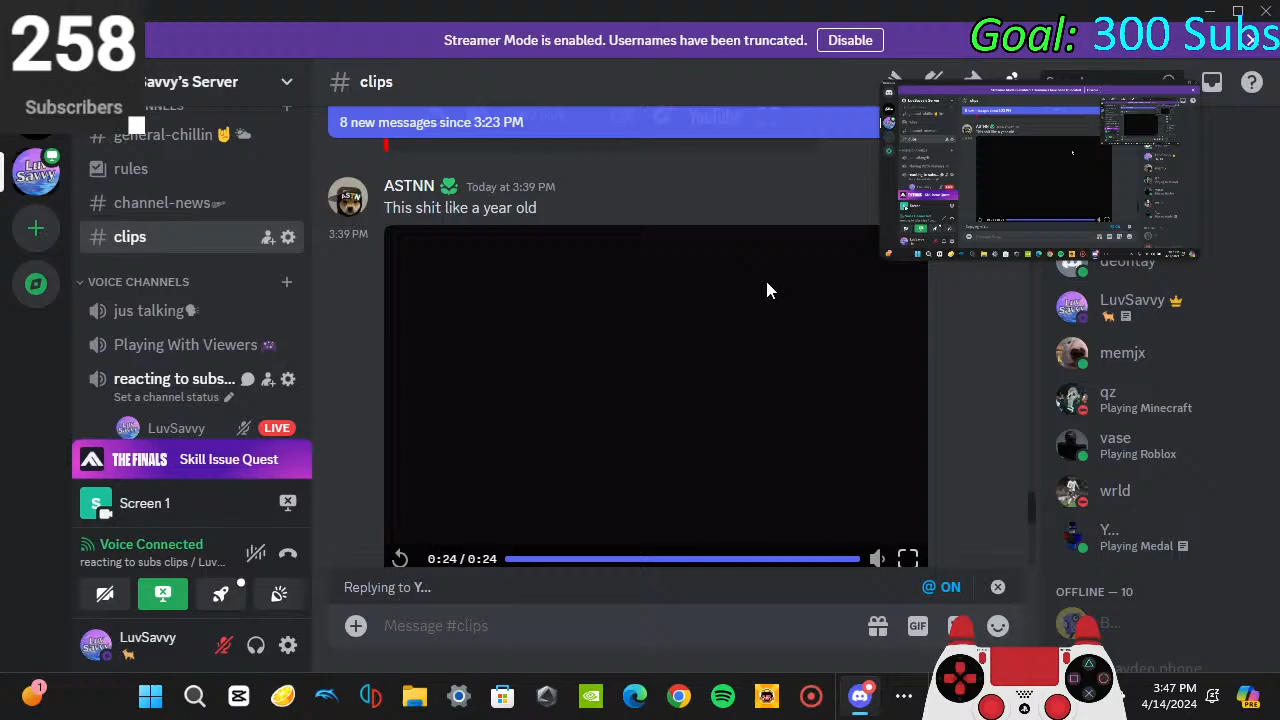 258
Subscribers
Streamer Mode is enabled. Usernames have been truncated.
Disable
Goal: 300 Subs
Savvy's Server
# clips
8 new messages since 3:23 PM
general-chillin🤘🌥
rules
channel-news
clips
VOICE CHANNELS
jus talking🗣
Playing With Viewers 🎮
reacting to subs...
Set a channel status
LuvSavvy
LIVE
THE FINALS Skill Issue Quest
Screen 1
Voice Connected
reacting to subs clips / Luv...
LuvSavvy
ASTNN 🍀 Today at 3:39 PM
This shit like a year old
3:39 PM
0:24 / 0:24
Replying to Y...
@ ON
Message #clips
GIF
deontay
LuvSavvy
memjx
qz
Playing Minecraft
vase
Playing Roblox
wrld
Y...
Playing Medal
OFFLINE — 10
B...
3:47 PM
4/14/2024
PRE
1